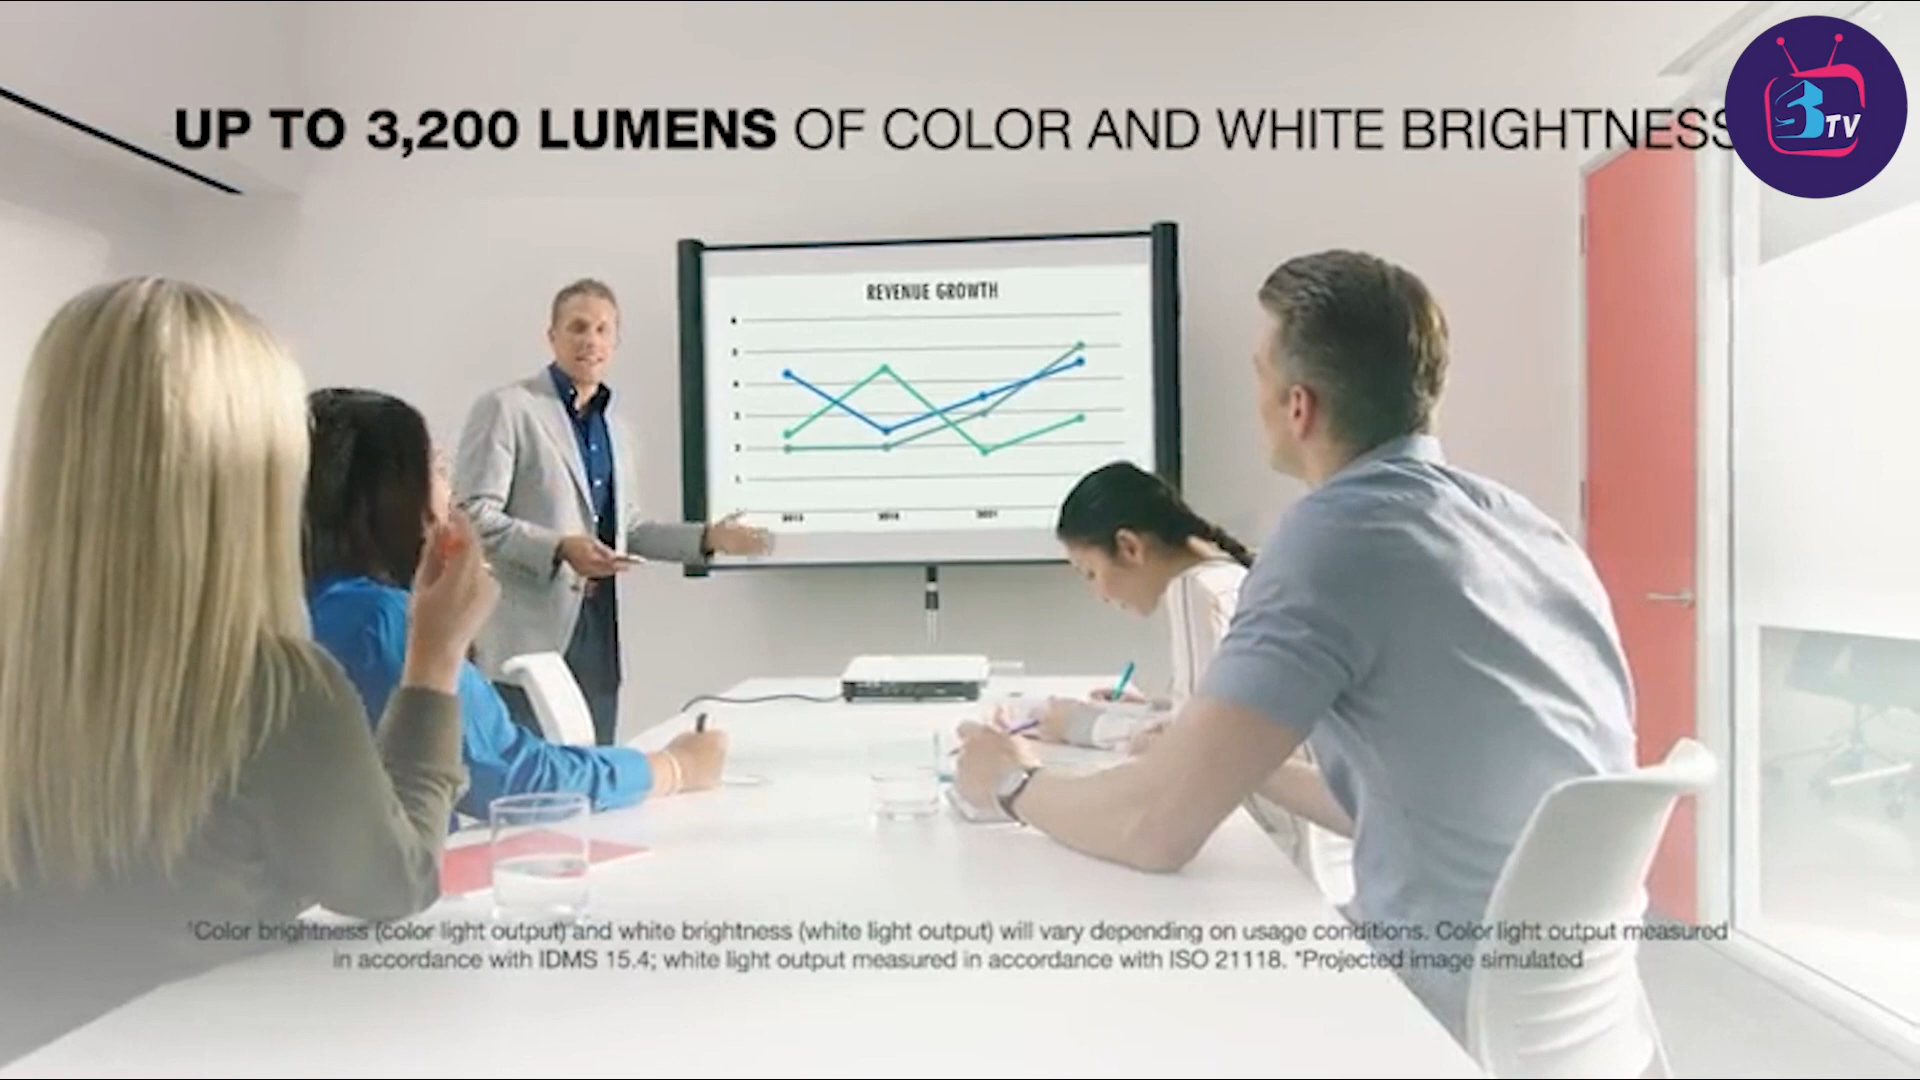 UP TO 3,200 LUMENS OF COLOR AND WHITE BRIGHTNESS
3TV
REVENUE GROWTH
¹Color brightness (color light output) and white brightness (white light output) will vary depending on usage conditions. Color light output measured
in accordance with IDMS 15.4; white light output measured in accordance with ISO 21118. *Projected image simulated